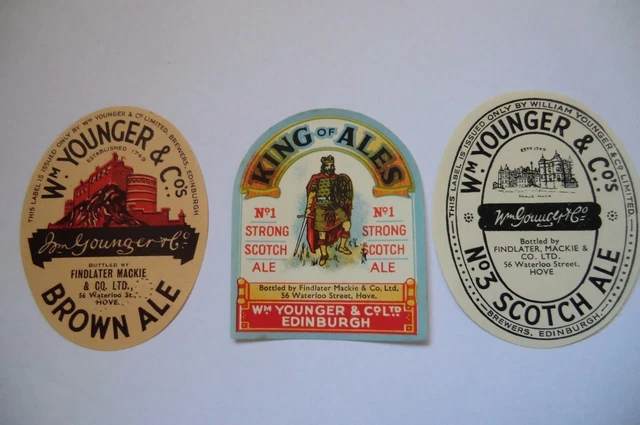 THIS LABEL IS ISSUED ONLY BY WM YOUNGER & CO LIMITED, BREWERS, EDINBURGH
WM YOUNGER & CO'S
ESTABLISHED 1749
Wm Younger & Co
BOTTLED BY
FINDLATER MACKIE
& CO. LTD.,
56 Waterloo St.,
HOVE.
BROWN ALE
KING OF ALES
No1
STRONG
SCOTCH
ALE
No1
STRONG
SCOTCH
ALE
Bottled by Findlater Mackie & Co. Ltd,
56 Waterloo Street, Hove.
WM YOUNGER & CO LTD
EDINBURGH
THIS LABEL IS ISSUED ONLY BY WILLIAM YOUNGER & CO. LIMITED.
WM YOUNGER & CO'S
ESTD 1749
Wm Younger & Co
Bottled by
FINDLATER, MACKIE &
CO. LTD.
56 Waterloo Street,
HOVE
No. 3 SCOTCH ALE
BREWERS, EDINBURGH.